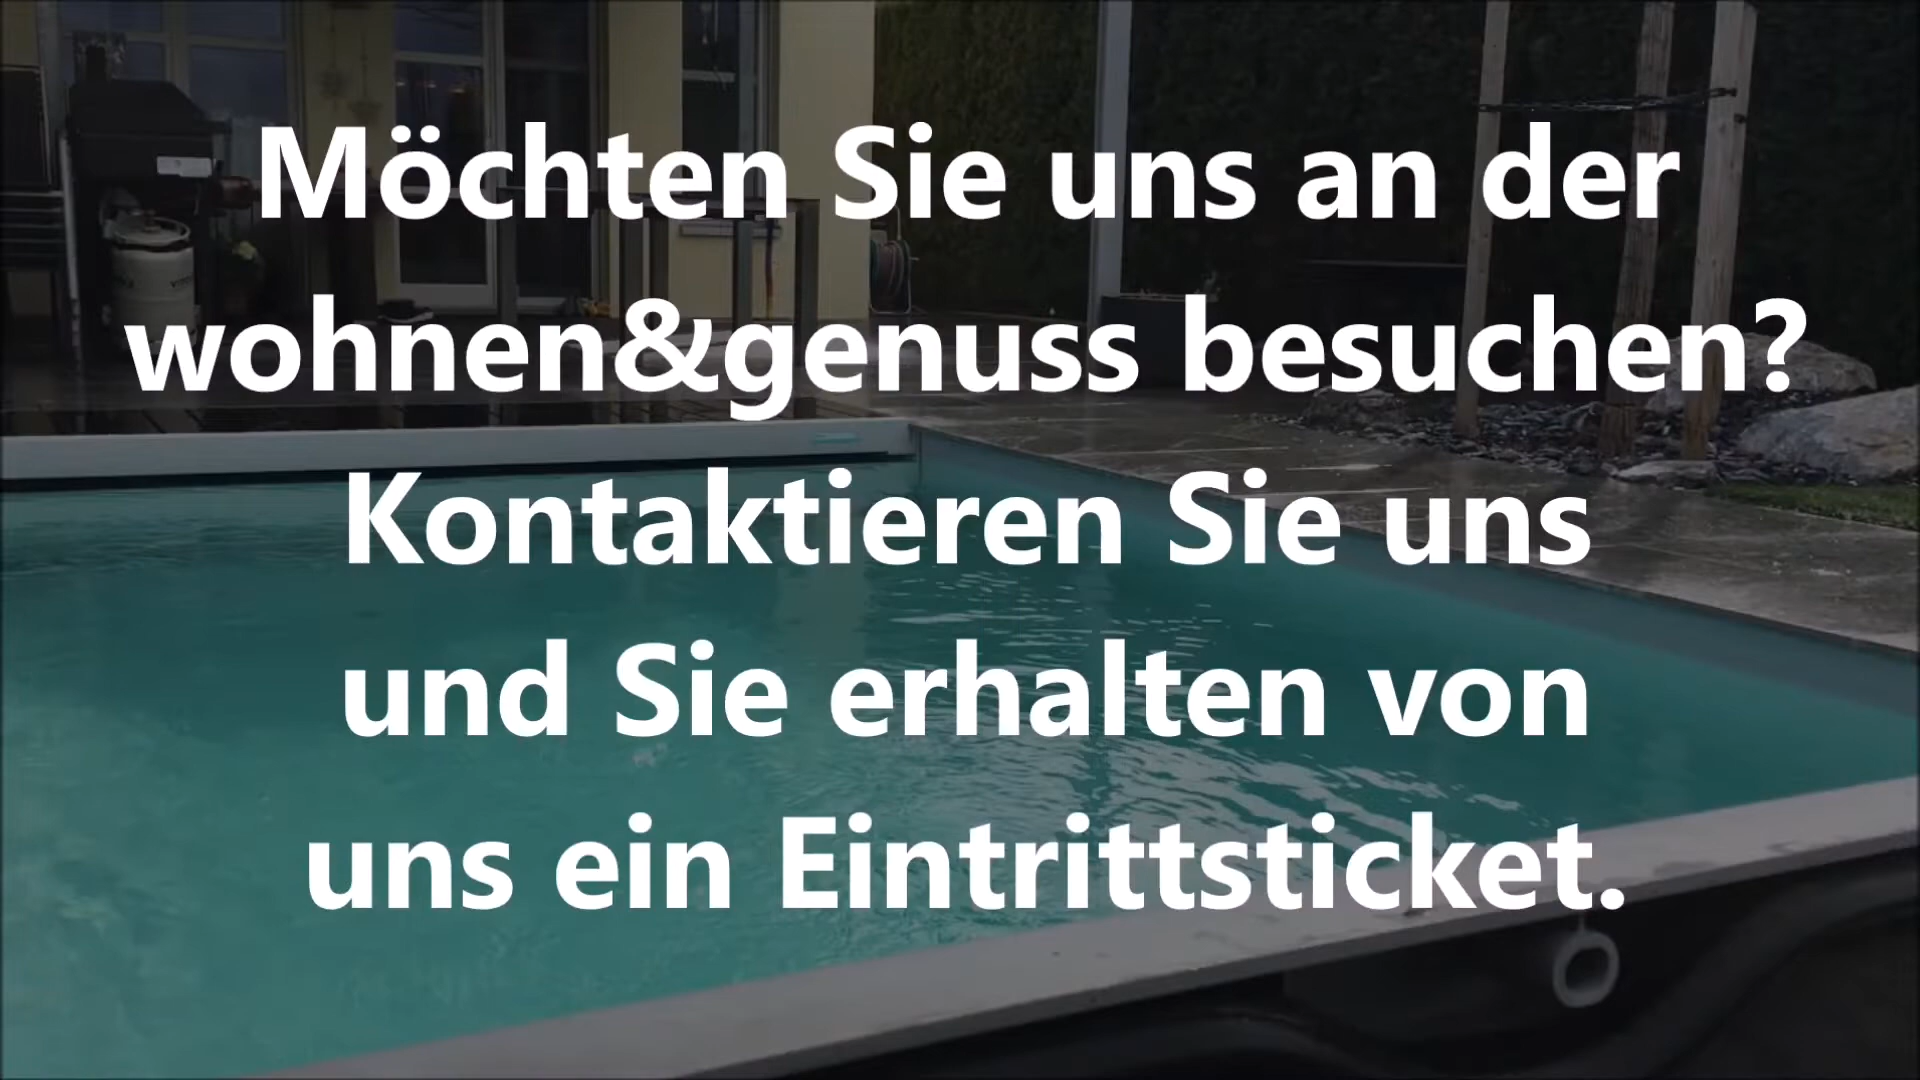 Möchten Sie uns an der
wohnen&genuss besuchen?
Kontaktieren Sie uns
und Sie erhalten von
uns ein Eintrittsticket.